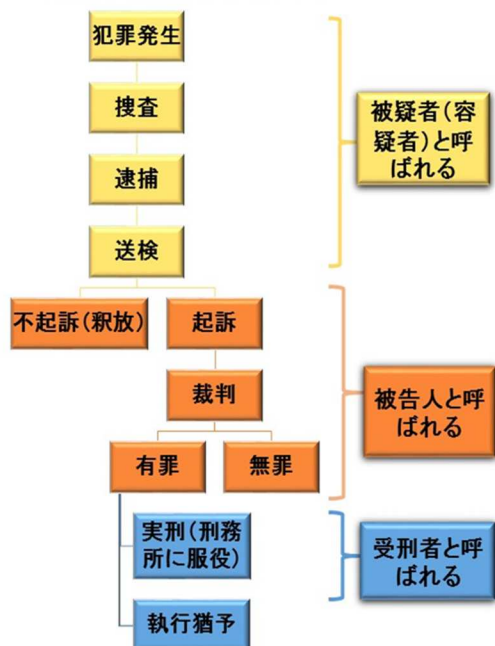 犯罪発生
捜査
逮捕
送検
被疑者（容
疑者）と呼
ばれる
不起訴（釈放）
起訴
裁判
有罪
無罪
被告人と呼
ばれる
実刑（刑務
所に服役）
執行猶予
受刑者と呼
ばれる